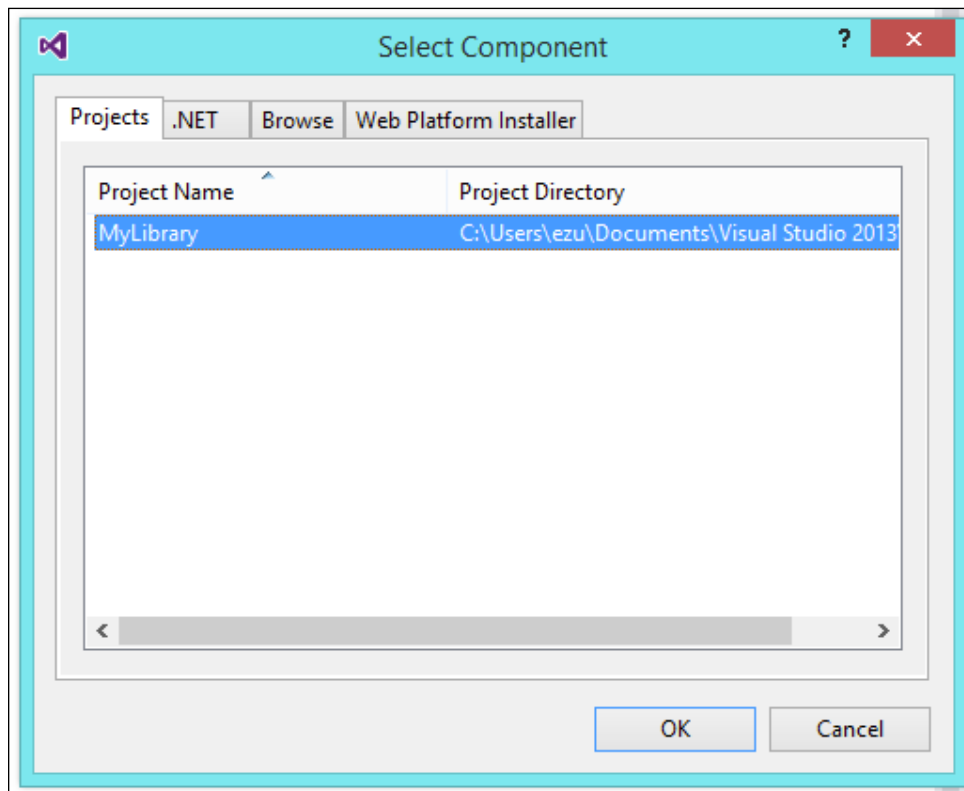 Select Component
?
Projects .NET Browse Web Platform Installer
Project Name Project Directory
MyLibrary C:\Users\ezu\Documents\Visual Studio 2013\
OK Cancel